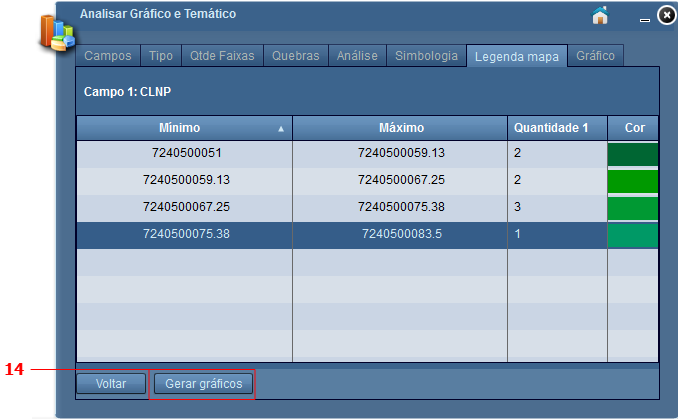 Analisar Gráfico e Temático
Campos Tipo Qtde Faixas Quebras Análise Simbologia Legenda mapa Gráfico
Campo 1: CLNP
Mínimo Máximo Quantidade 1 Cor
7240500051 7240500059.13 2
7240500059.13 7240500067.25 2
7240500067.25 7240500075.38 3
7240500075.38 7240500083.5 1
14
Voltar Gerar gráficos